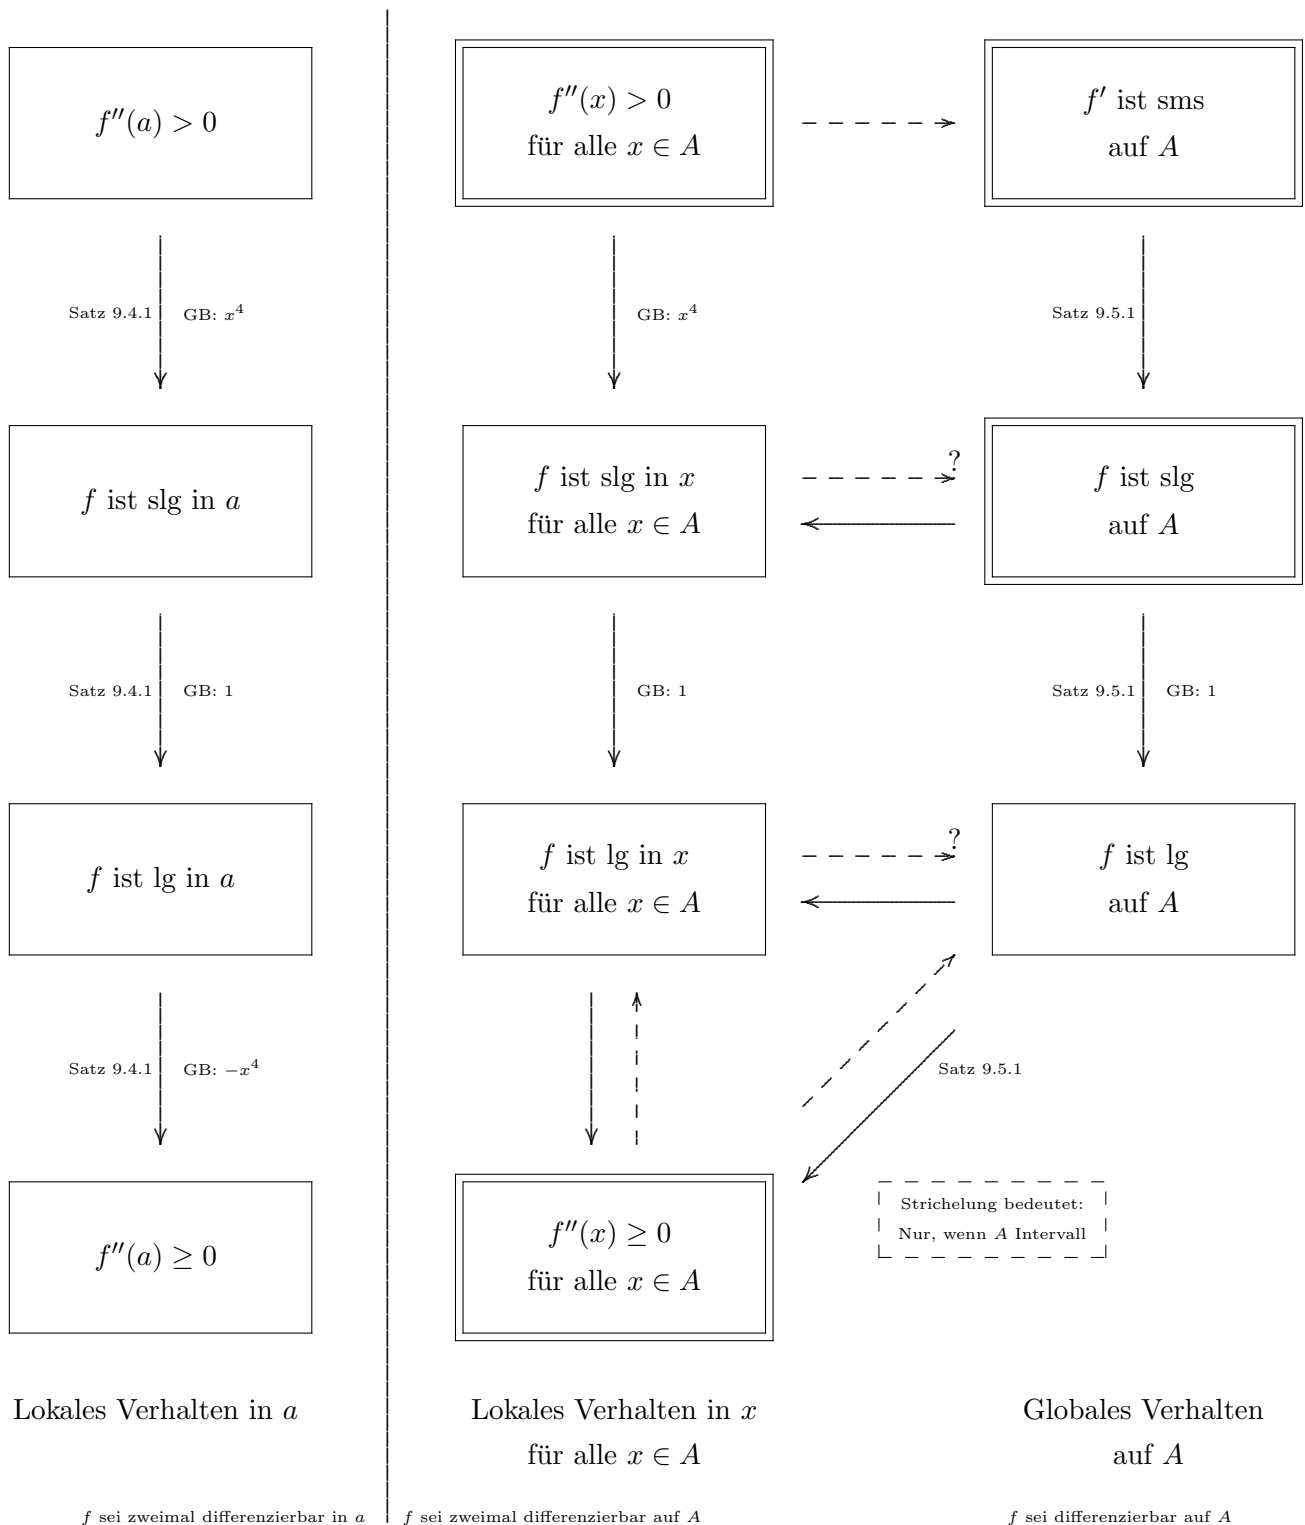 f′′(a) > 0
f′′(x) > 0
für alle x ∈ A
f′ ist sms
auf A
Satz 9.4.1
GB: x⁴
GB: x⁴
Satz 9.5.1
f ist slg in a
f ist slg in x
für alle x ∈ A
?
f ist slg
auf A
Satz 9.4.1
GB: 1
GB: 1
Satz 9.5.1
GB: 1
f ist lg in a
f ist lg in x
für alle x ∈ A
?
f ist lg
auf A
Satz 9.4.1
GB: −x⁴
Satz 9.5.1
f′′(a) ≥ 0
f′′(x) ≥ 0
für alle x ∈ A
Strichelung bedeutet:
Nur, wenn A Intervall
Lokales Verhalten in a
Lokales Verhalten in x
für alle x ∈ A
Globales Verhalten
auf A
f sei zweimal differenzierbar in a
f sei zweimal differenzierbar auf A
f sei differenzierbar auf A